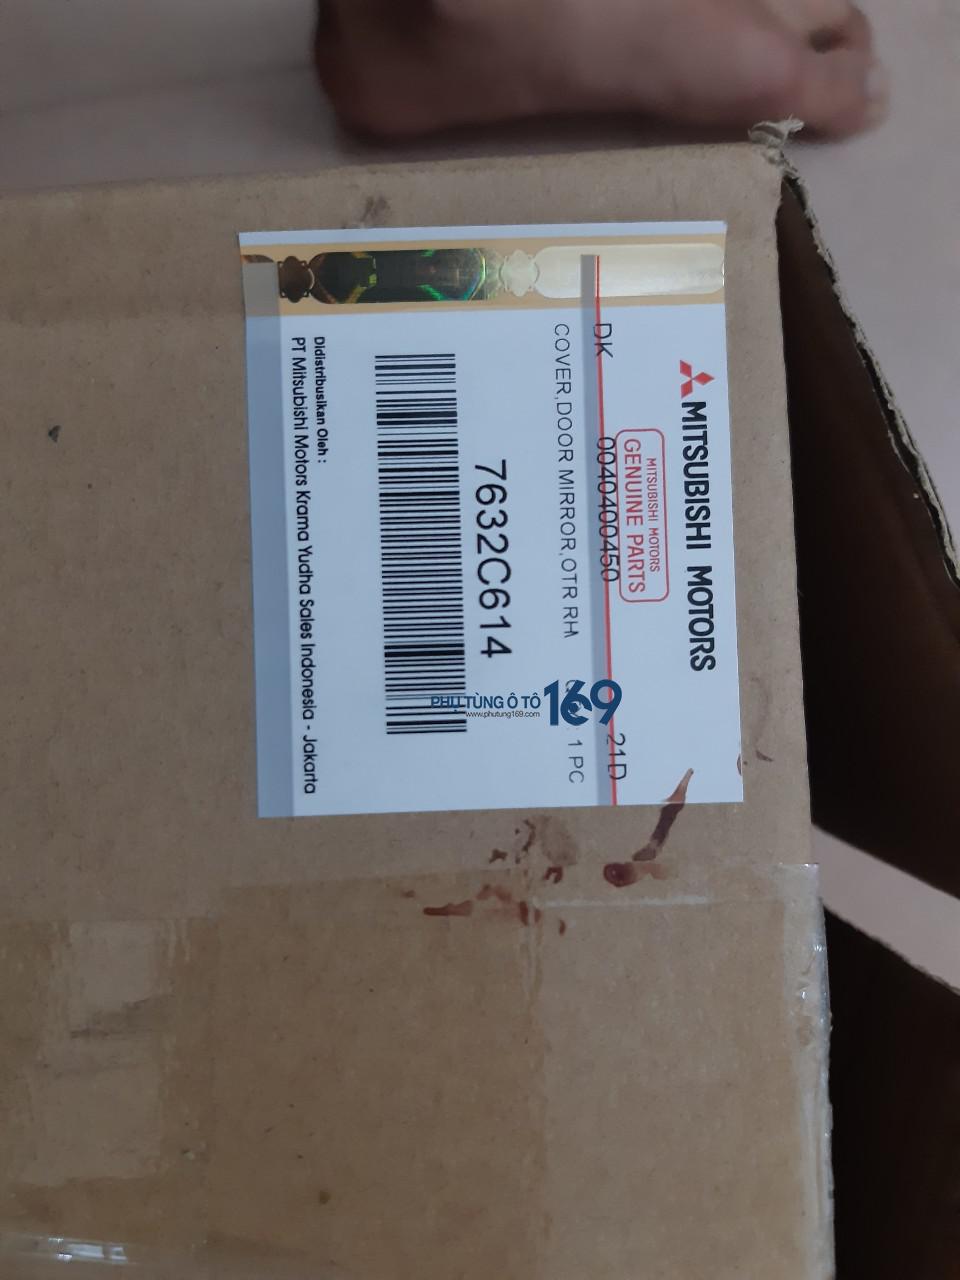 MITSUBISHI MOTORS
MITSUBISHI MOTORS
GENUINE PARTS
DK 0040400450 21D
COVER,DOOR MIRROR,OTR RH : 1 PC
7632C614
Didistribusikan Oleh :
PT Mitsubishi Motors Krama Yudha Sales Indonesia - Jakarta
PHỤ TÙNG Ô TÔ 169
www.phutung169.com